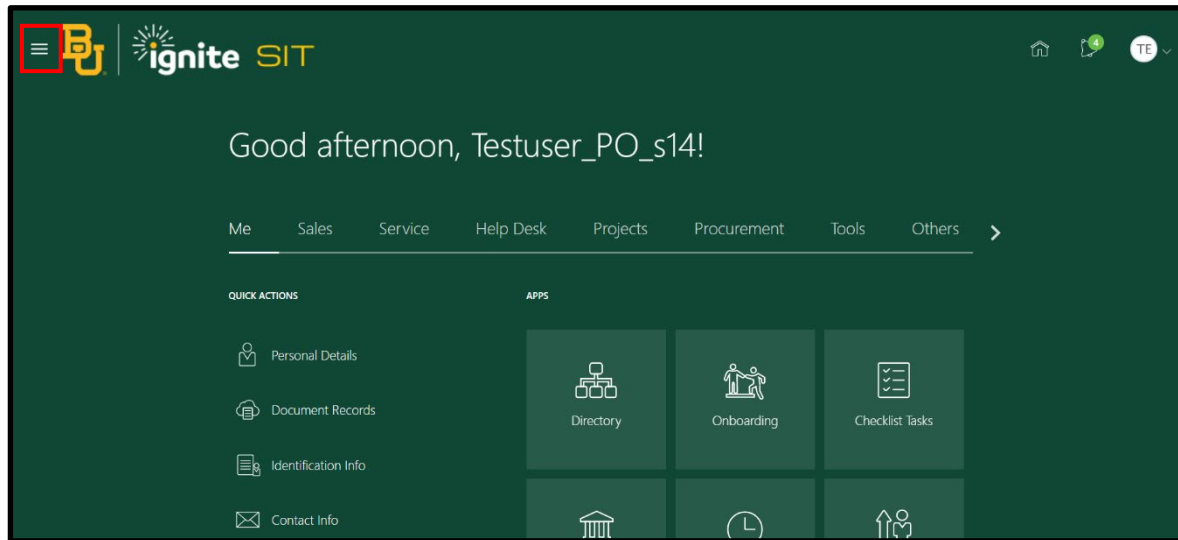 BU ignite SIT 4 TE
Good afternoon, Testuser_PO_s14!
Me Sales Service Help Desk Projects Procurement Tools Others
QUICK ACTIONS
Personal Details
Document Records
Identification Info
Contact Info
APPS
Directory Onboarding Checklist Tasks